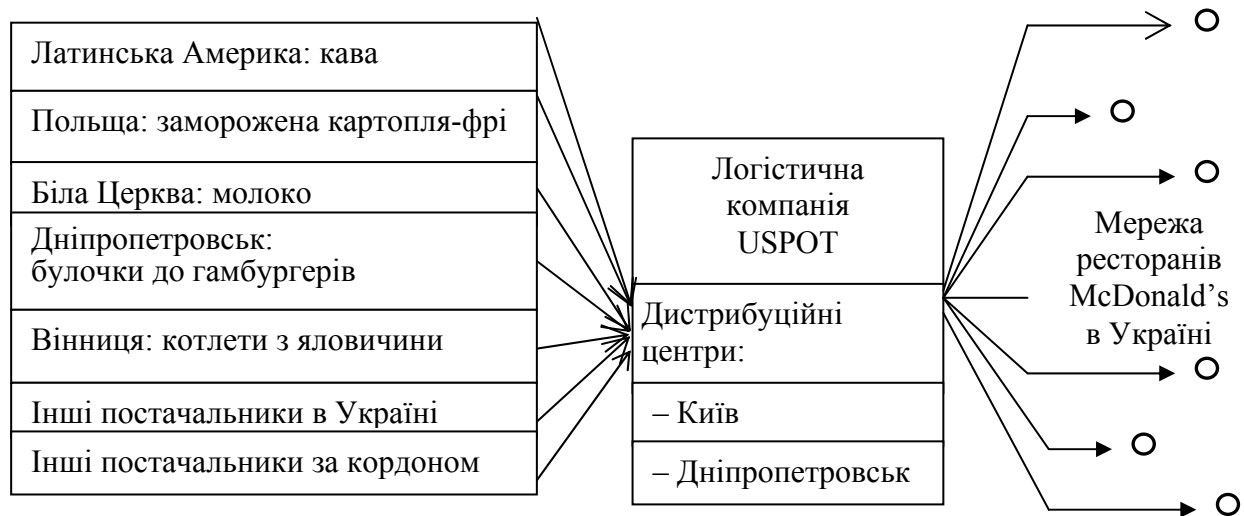 Латинська Америка: кава
Польща: заморожена картопля-фрі
Біла Церква: молоко
Дніпропетровськ:
булочки до гамбургерів
Вінниця: котлети з яловичини
Інші постачальники в Україні
Інші постачальники за кордоном
Логістична
компанія
USPOT
Дистрибуційні
центри:
– Київ
– Дніпропетровськ
Мережа
ресторанів
McDonald’s
в Україні